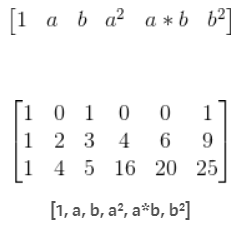 [1 a b a² a * b b²]
[1 0 1 0 0 1
1 2 3 4 6 9
1 4 5 16 20 25]
[1, a, b, a², a*b, b²]